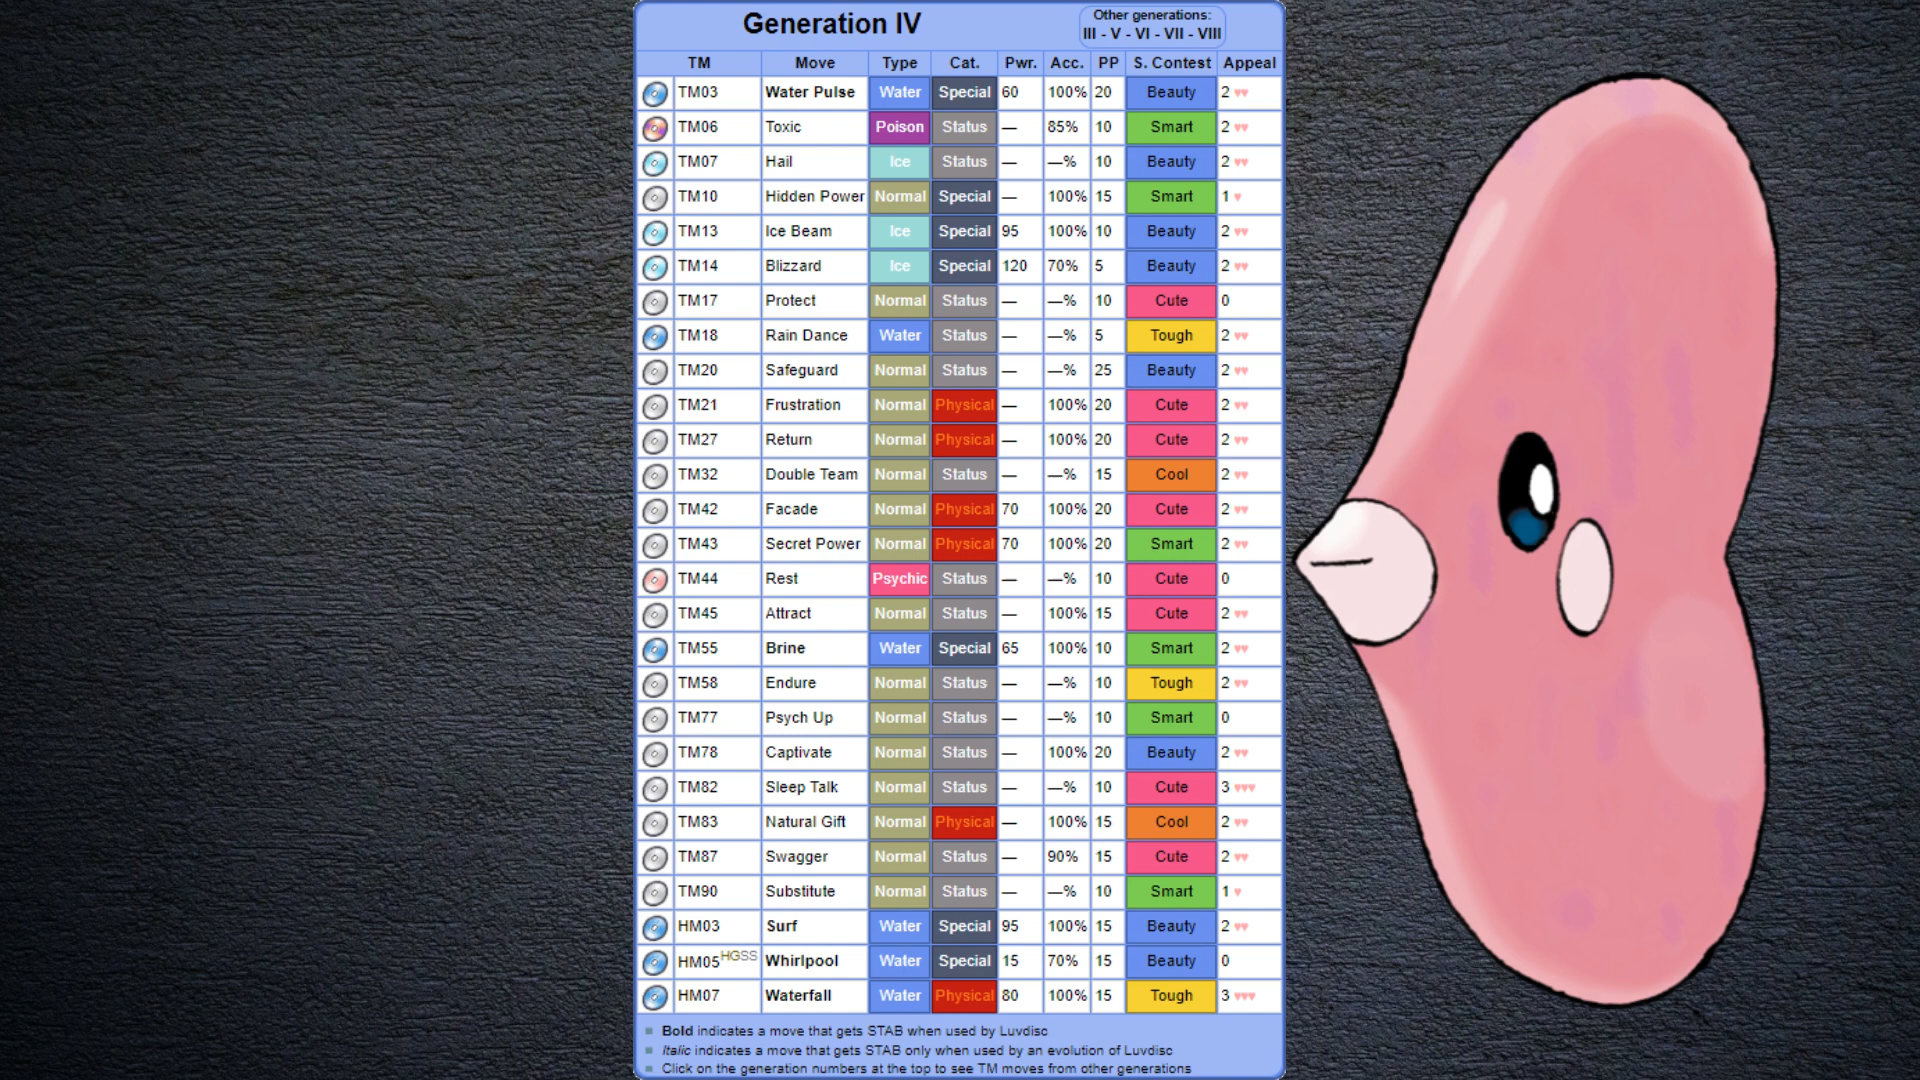 Generation IV
Other generations:
III - V - VI - VII - VIII
TM Move Type Cat. Pwr. Acc. PP S. Contest Appeal
TM03 Water Pulse Water Special 60 100% 20 Beauty 2 ♥♥
TM06 Toxic Poison Status — 85% 10 Smart 2 ♥♥
TM07 Hail Ice Status — —% 10 Beauty 2 ♥♥
TM10 Hidden Power Normal Special — 100% 15 Smart 1 ♥
TM13 Ice Beam Ice Special 95 100% 10 Beauty 2 ♥♥
TM14 Blizzard Ice Special 120 70% 5 Beauty 2 ♥♥
TM17 Protect Normal Status — —% 10 Cute 0
TM18 Rain Dance Water Status — —% 5 Tough 2 ♥♥
TM20 Safeguard Normal Status — —% 25 Beauty 2 ♥♥
TM21 Frustration Normal Physical — 100% 20 Cute 2 ♥♥
TM27 Return Normal Physical — 100% 20 Cute 2 ♥♥
TM32 Double Team Normal Status — —% 15 Cool 2 ♥♥
TM42 Facade Normal Physical 70 100% 20 Cute 2 ♥♥
TM43 Secret Power Normal Physical 70 100% 20 Smart 2 ♥♥
TM44 Rest Psychic Status — —% 10 Cute 0
TM45 Attract Normal Status — 100% 15 Cute 2 ♥♥
TM55 Brine Water Special 65 100% 10 Smart 2 ♥♥
TM58 Endure Normal Status — —% 10 Tough 2 ♥♥
TM77 Psych Up Normal Status — —% 10 Smart 0
TM78 Captivate Normal Status — 100% 20 Beauty 2 ♥♥
TM82 Sleep Talk Normal Status — —% 10 Cute 3 ♥♥♥
TM83 Natural Gift Normal Physical — 100% 15 Cool 2 ♥♥
TM87 Swagger Normal Status — 90% 15 Cute 2 ♥♥
TM90 Substitute Normal Status — —% 10 Smart 1 ♥
HM03 Surf Water Special 95 100% 15 Beauty 2 ♥♥
HM05HGSS Whirlpool Water Special 15 70% 15 Beauty 0
HM07 Waterfall Water Physical 80 100% 15 Tough 3 ♥♥♥
Bold indicates a move that gets STAB when used by Luvdisc
Italic indicates a move that gets STAB only when used by an evolution of Luvdisc
Click on the generation numbers at the top to see TM moves from other generations